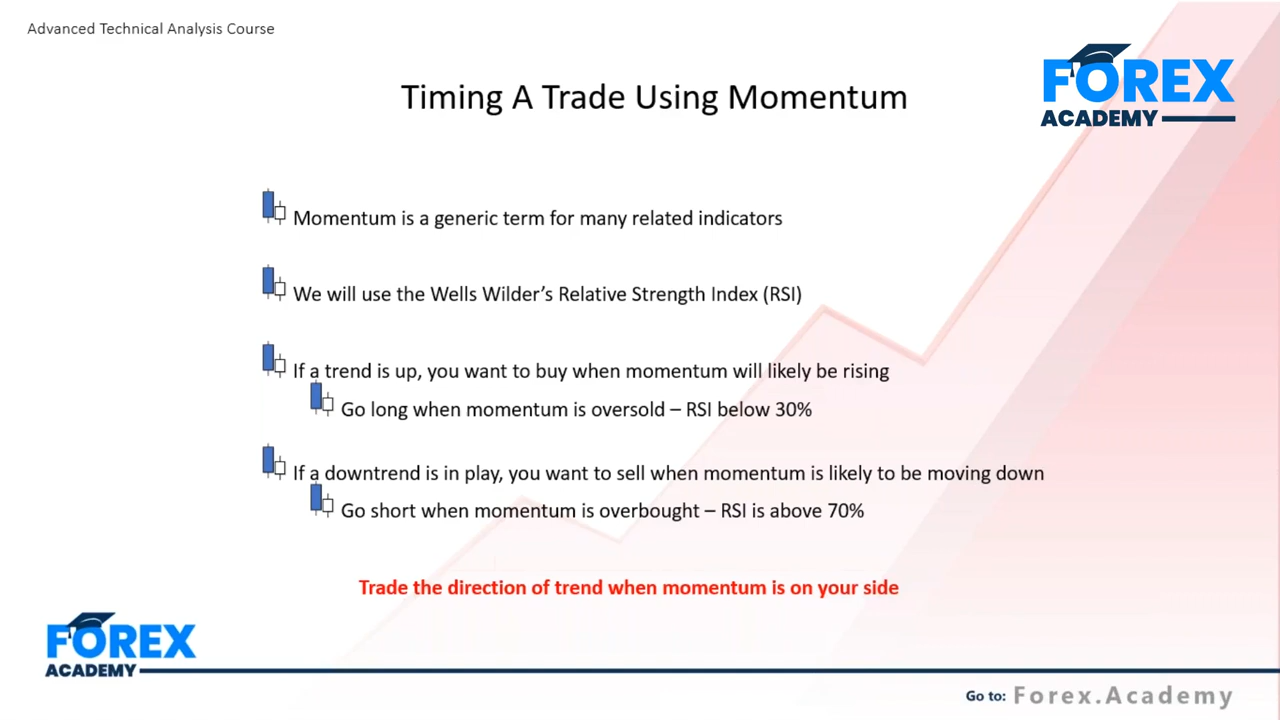 Advanced Technical Analysis Course
FOREX
ACADEMY
Timing A Trade Using Momentum
Momentum is a generic term for many related indicators
We will use the Wells Wilder’s Relative Strength Index (RSI)
If a trend is up, you want to buy when momentum will likely be rising
Go long when momentum is oversold – RSI below 30%
If a downtrend is in play, you want to sell when momentum is likely to be moving down
Go short when momentum is overbought – RSI is above 70%
Trade the direction of trend when momentum is on your side
FOREX
ACADEMY
Go to: Forex.Academy